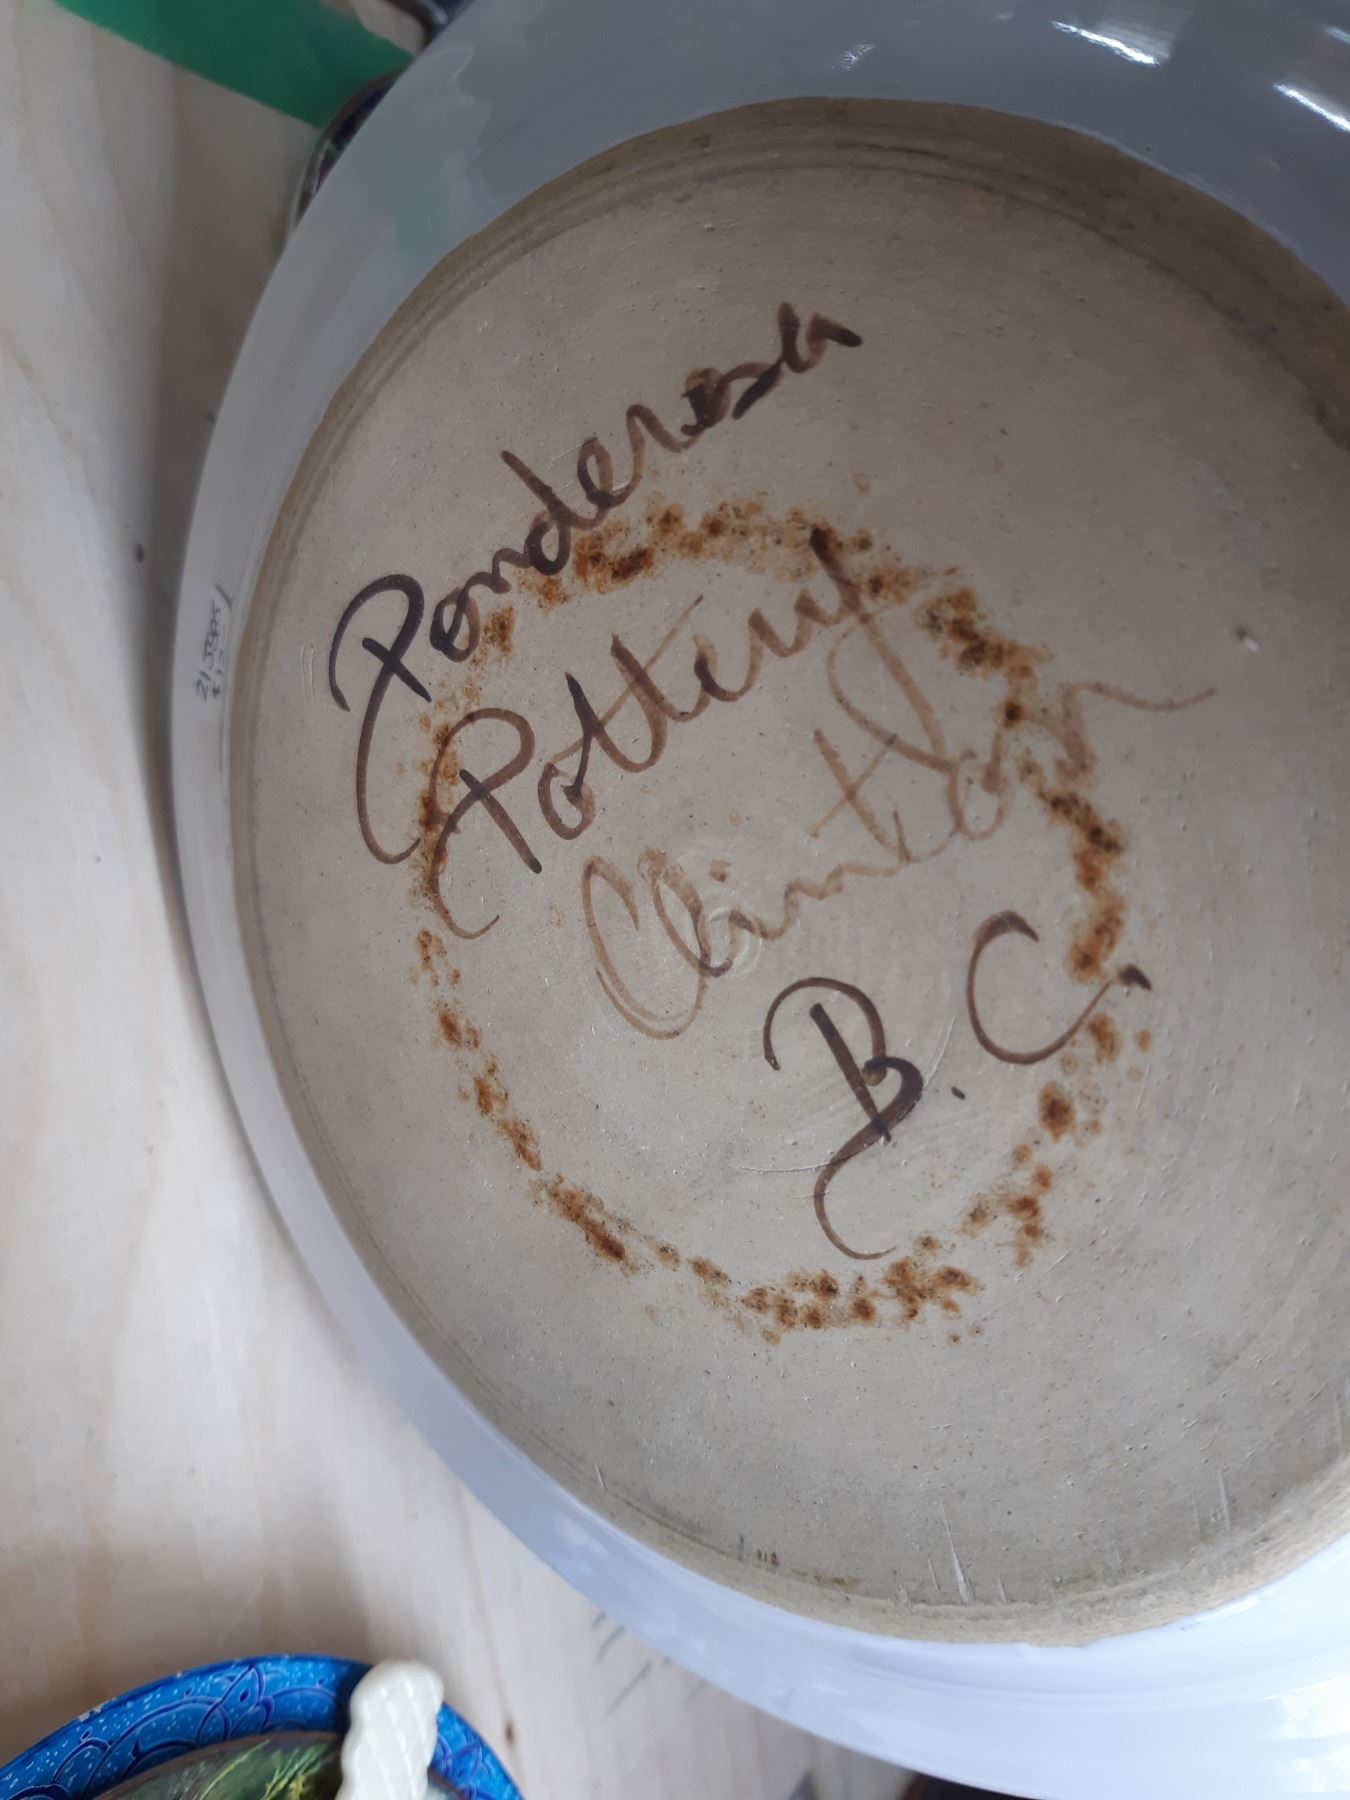 Ponderosa
Pottery
Clinton
B.C.